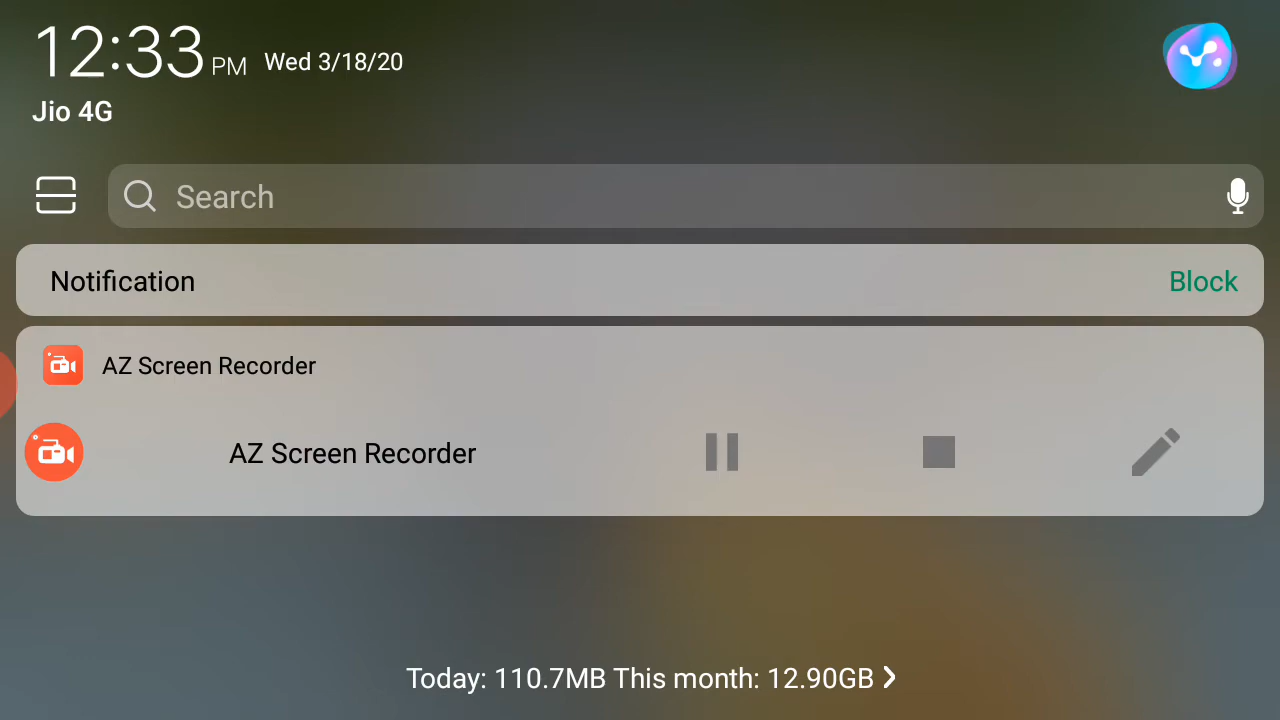 12:33 PM Wed 3/18/20
Jio 4G
Search
Notification Block
AZ Screen Recorder
AZ Screen Recorder
Today: 110.7MB This month: 12.90GB